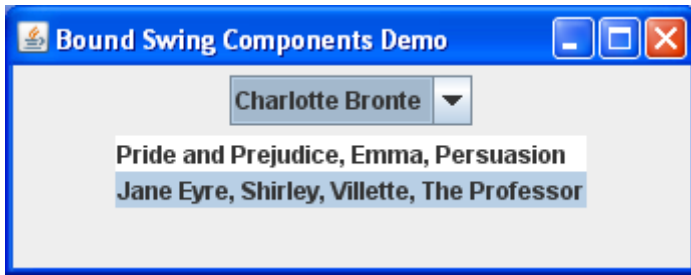 Bound Swing Components Demo
Charlotte Bronte
Pride and Prejudice, Emma, Persuasion
Jane Eyre, Shirley, Villette, The Professor